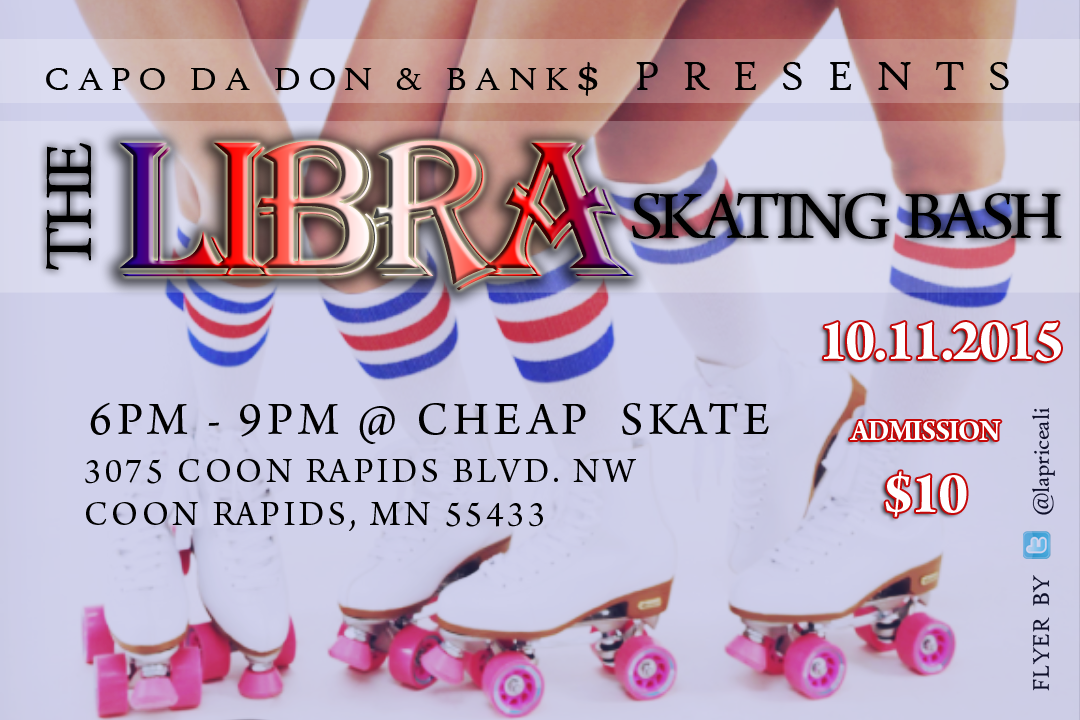 CAPO DA DON & BANK$ PRESENTS
THE LIBRA SKATING BASH
10.11.2015
6PM - 9PM @ CHEAP SKATE
3075 COON RAPIDS BLVD. NW
COON RAPIDS, MN 55433
ADMISSION
$10
FLYER BY @lapriceali